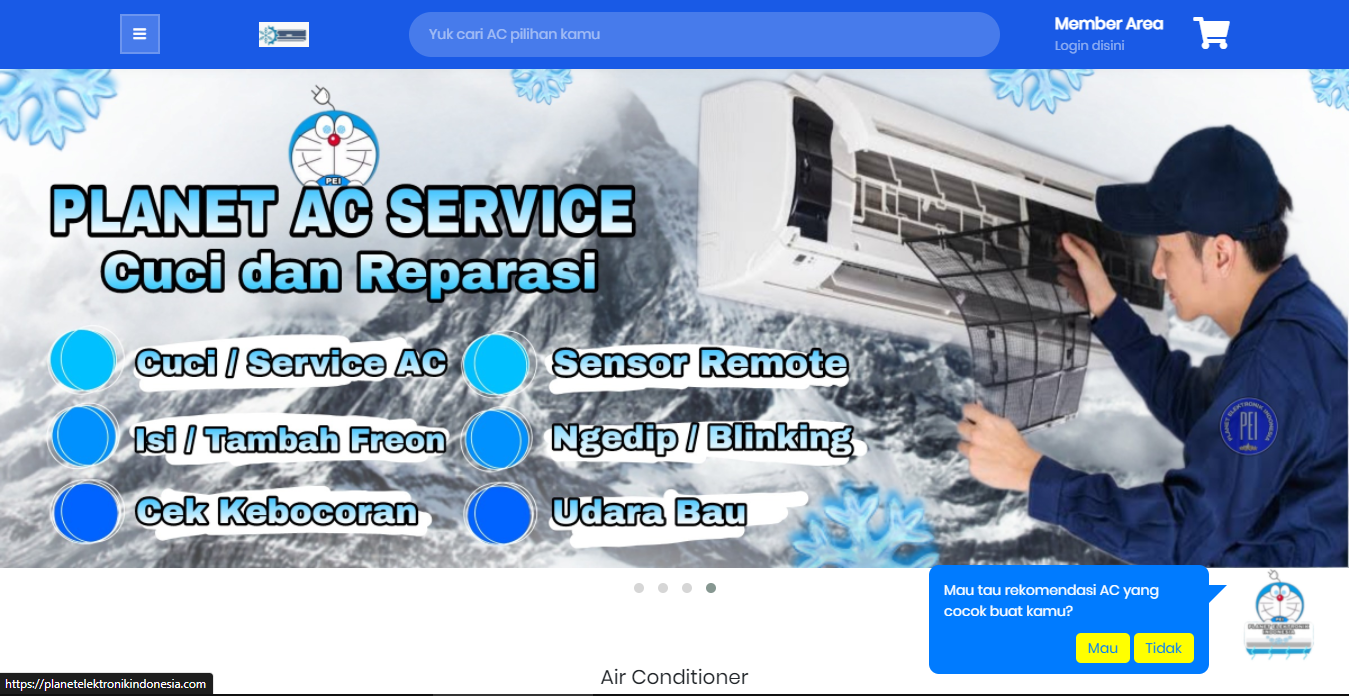 Yuk cari AC pilihan kamu
Member Area
Login disini
PEI
PLANET AC SERVICE
Cuci dan Reparasi
Cuci / Service AC
Sensor Remote
Isi / Tambah Freon
Ngedip / Blinking
Cek Kebocoran
Udara Bau
PLANET ELEKTRONIK INDONESIA
PEI
Mau tau rekomendasi AC yang
cocok buat kamu?
Mau
Tidak
PLANET ELEKTRONIK
INDONESIA
Air Conditioner
https://planetelektronikindonesia.com